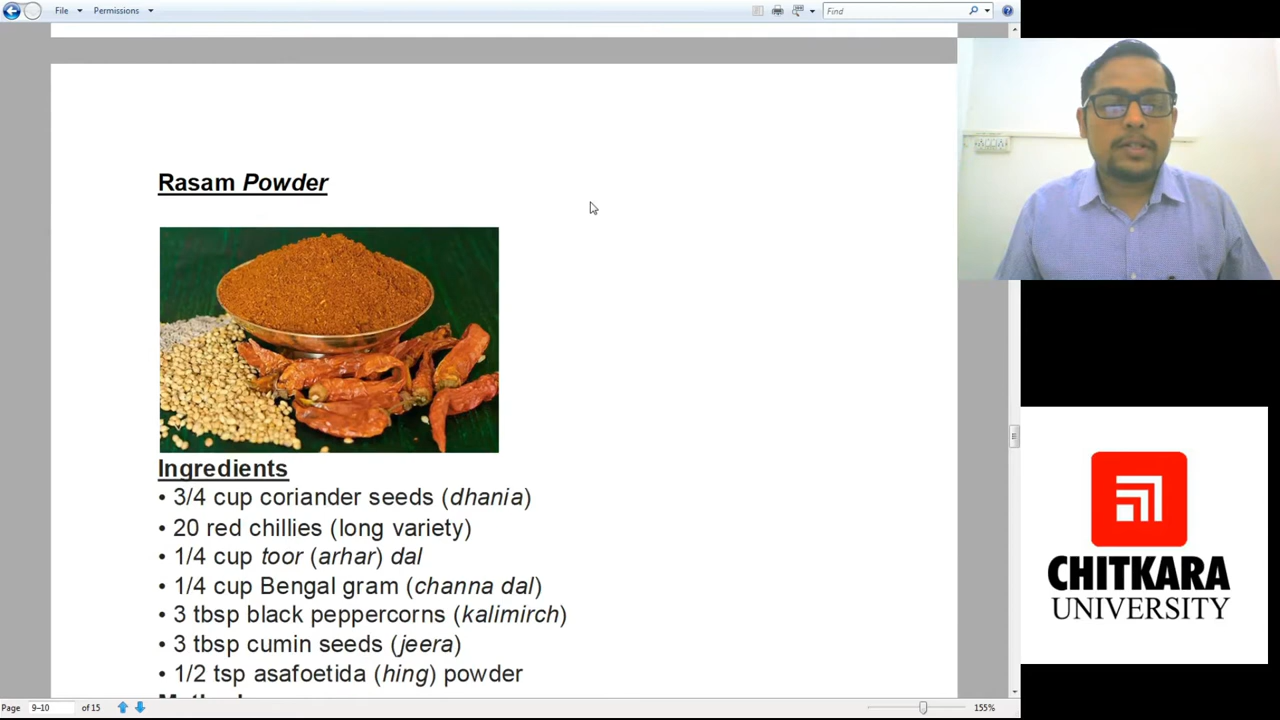 File Permissions Find
Rasam Powder
Ingredients
• 3/4 cup coriander seeds (dhania)
• 20 red chillies (long variety)
• 1/4 cup toor (arhar) dal
• 1/4 cup Bengal gram (channa dal)
• 3 tbsp black peppercorns (kalimirch)
• 3 tbsp cumin seeds (jeera)
• 1/2 tsp asafoetida (hing) powder
Page 9–10 of 15 155%
CHITKARA
UNIVERSITY